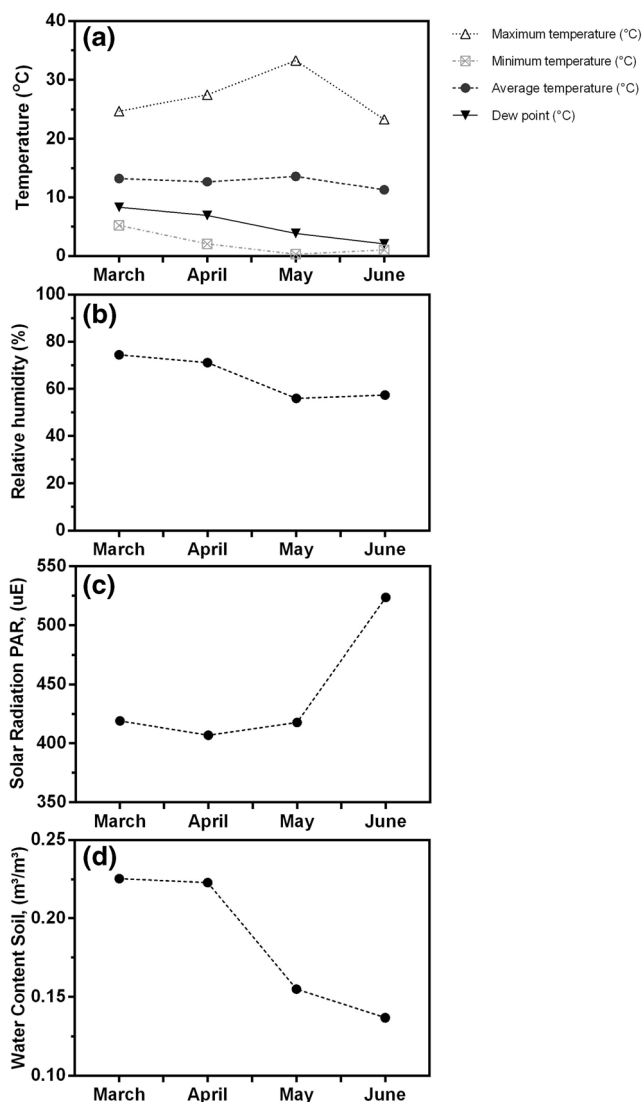 (a)
Temperature (°C)
40
30
20
10
0
March April May June
Maximum temperature (°C)
Minimum temperature (°C)
Average temperature (°C)
Dew point (°C)
(b)
Relative humidity (%)
100
80
60
40
20
0
March April May June
(c)
Solar Radiation PAR, (uE)
550
500
450
400
350
March April May June
(d)
Water Content Soil, (m³/m³)
0.25
0.20
0.15
0.10
March April May June